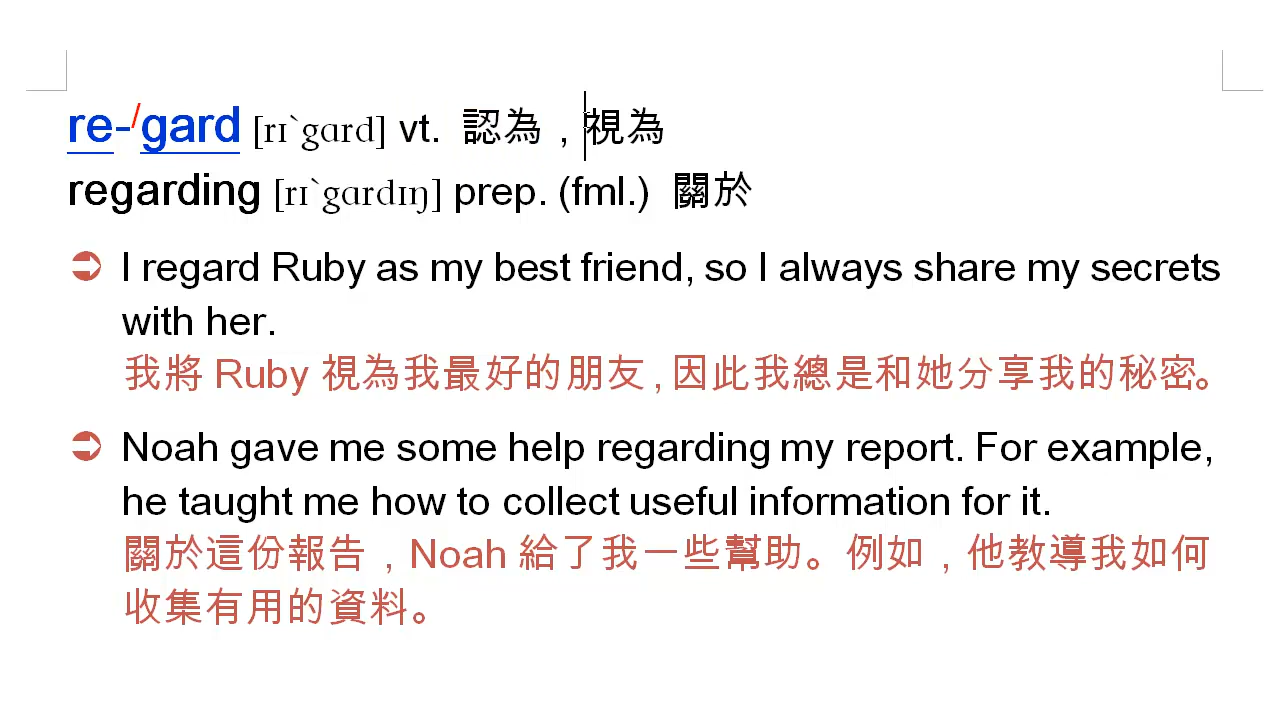 re-/gard [rɪˋgɑrd] vt. 認為，視為
regarding [rɪˋgɑrdɪŋ] prep. (fml.) 關於
➲ I regard Ruby as my best friend, so I always share my secrets
with her.
我將 Ruby 視為我最好的朋友，因此我總是和她分享我的秘密。
➲ Noah gave me some help regarding my report. For example,
he taught me how to collect useful information for it.
關於這份報告，Noah 給了我一些幫助。例如，他教導我如何
收集有用的資料。